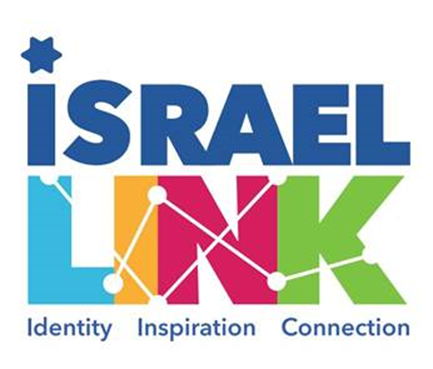 iSRAEL
LINK
Identity Inspiration Connection